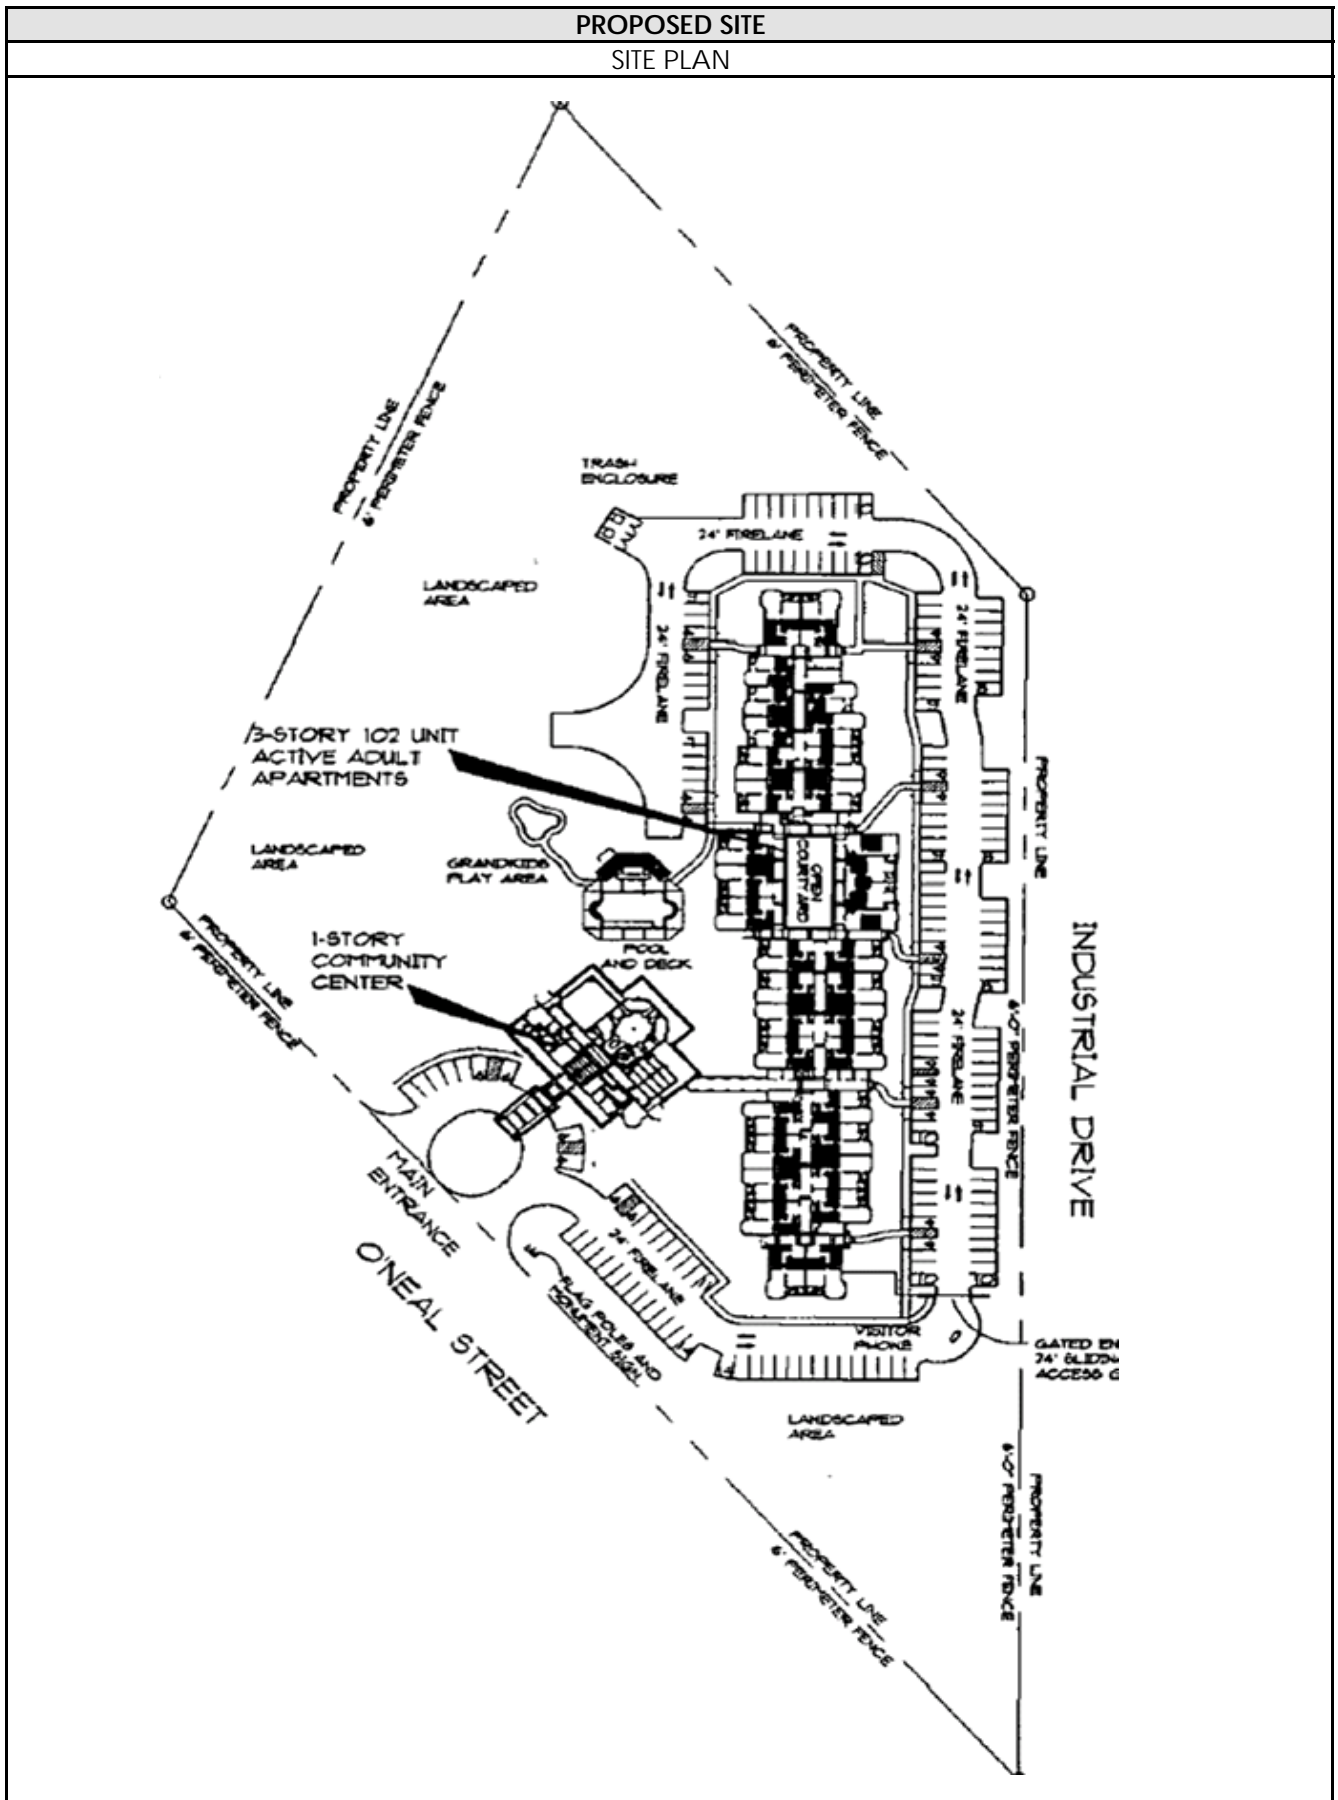 PROPOSED SITE
SITE PLAN
PROPERTY LINE
6' PERIMETER FENCE
PROPERTY LINE
6' PERIMETER FENCE
TRASH
ENCLOSURE
24' FIRELANE
LANDSCAPED
AREA
24' FIRELANE
24' FIRELANE
3-STORY 102 UNIT
ACTIVE ADULT
APARTMENTS
PROPERTY LINE
LANDSCAPED
AREA
GRANDKIDS
PLAY AREA
OPEN
COURTYARD
PROPERTY LINE
6' PERIMETER FENCE
1-STORY
COMMUNITY
CENTER
POOL
AND DECK
INDUSTRIAL DRIVE
24' FIRELANE
6'-0" PERIMETER FENCE
MAIN
ENTRANCE
O'NEAL STREET
24' FIRELANE
FLAG POLES AND
MONUMENT SIGN
VISITOR
PHONE
GATED EN
24' SLIDIN
ACCESS G
LANDSCAPED
AREA
PROPERTY LINE
6'-0" PERIMETER FENCE
PROPERTY LINE
6' PERIMETER FENCE